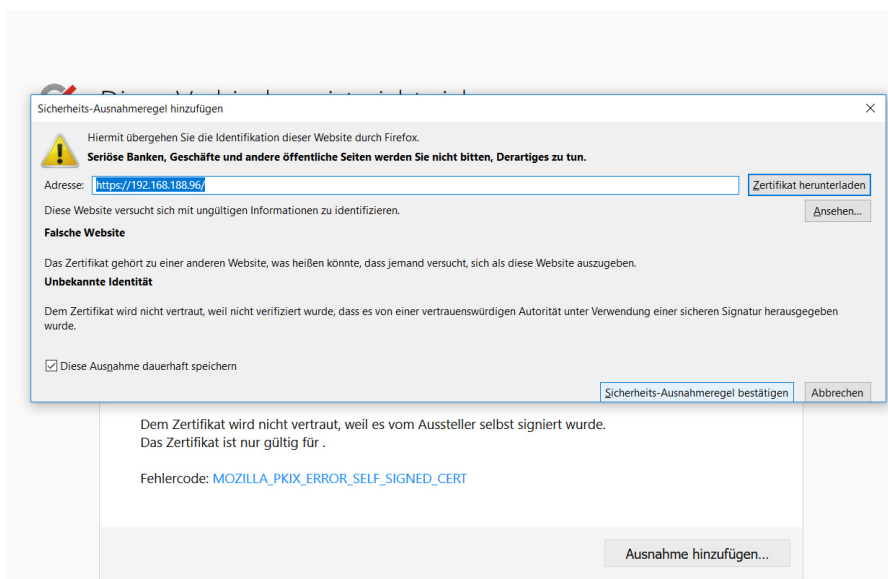 Sicherheits-Ausnahmeregel hinzufügen
Hiermit übergehen Sie die Identifikation dieser Website durch Firefox.
Seriöse Banken, Geschäfte und andere öffentliche Seiten werden Sie nicht bitten, Derartiges zu tun.
Adresse: https://192.168.188.96/ Zertifikat herunterladen
Diese Website versucht sich mit ungültigen Informationen zu identifizieren. Ansehen...
Falsche Website
Das Zertifikat gehört zu einer anderen Website, was heißen könnte, dass jemand versucht, sich als diese Website auszugeben.
Unbekannte Identität
Dem Zertifikat wird nicht vertraut, weil nicht verifiziert wurde, dass es von einer vertrauenswürdigen Autorität unter Verwendung einer sicheren Signatur herausgegeben
wurde.
Diese Ausnahme dauerhaft speichern
Sicherheits-Ausnahmeregel bestätigen Abbrechen
Dem Zertifikat wird nicht vertraut, weil es vom Aussteller selbst signiert wurde.
Das Zertifikat ist nur gültig für .
Fehlercode: MOZILLA_PKIX_ERROR_SELF_SIGNED_CERT
Ausnahme hinzufügen...